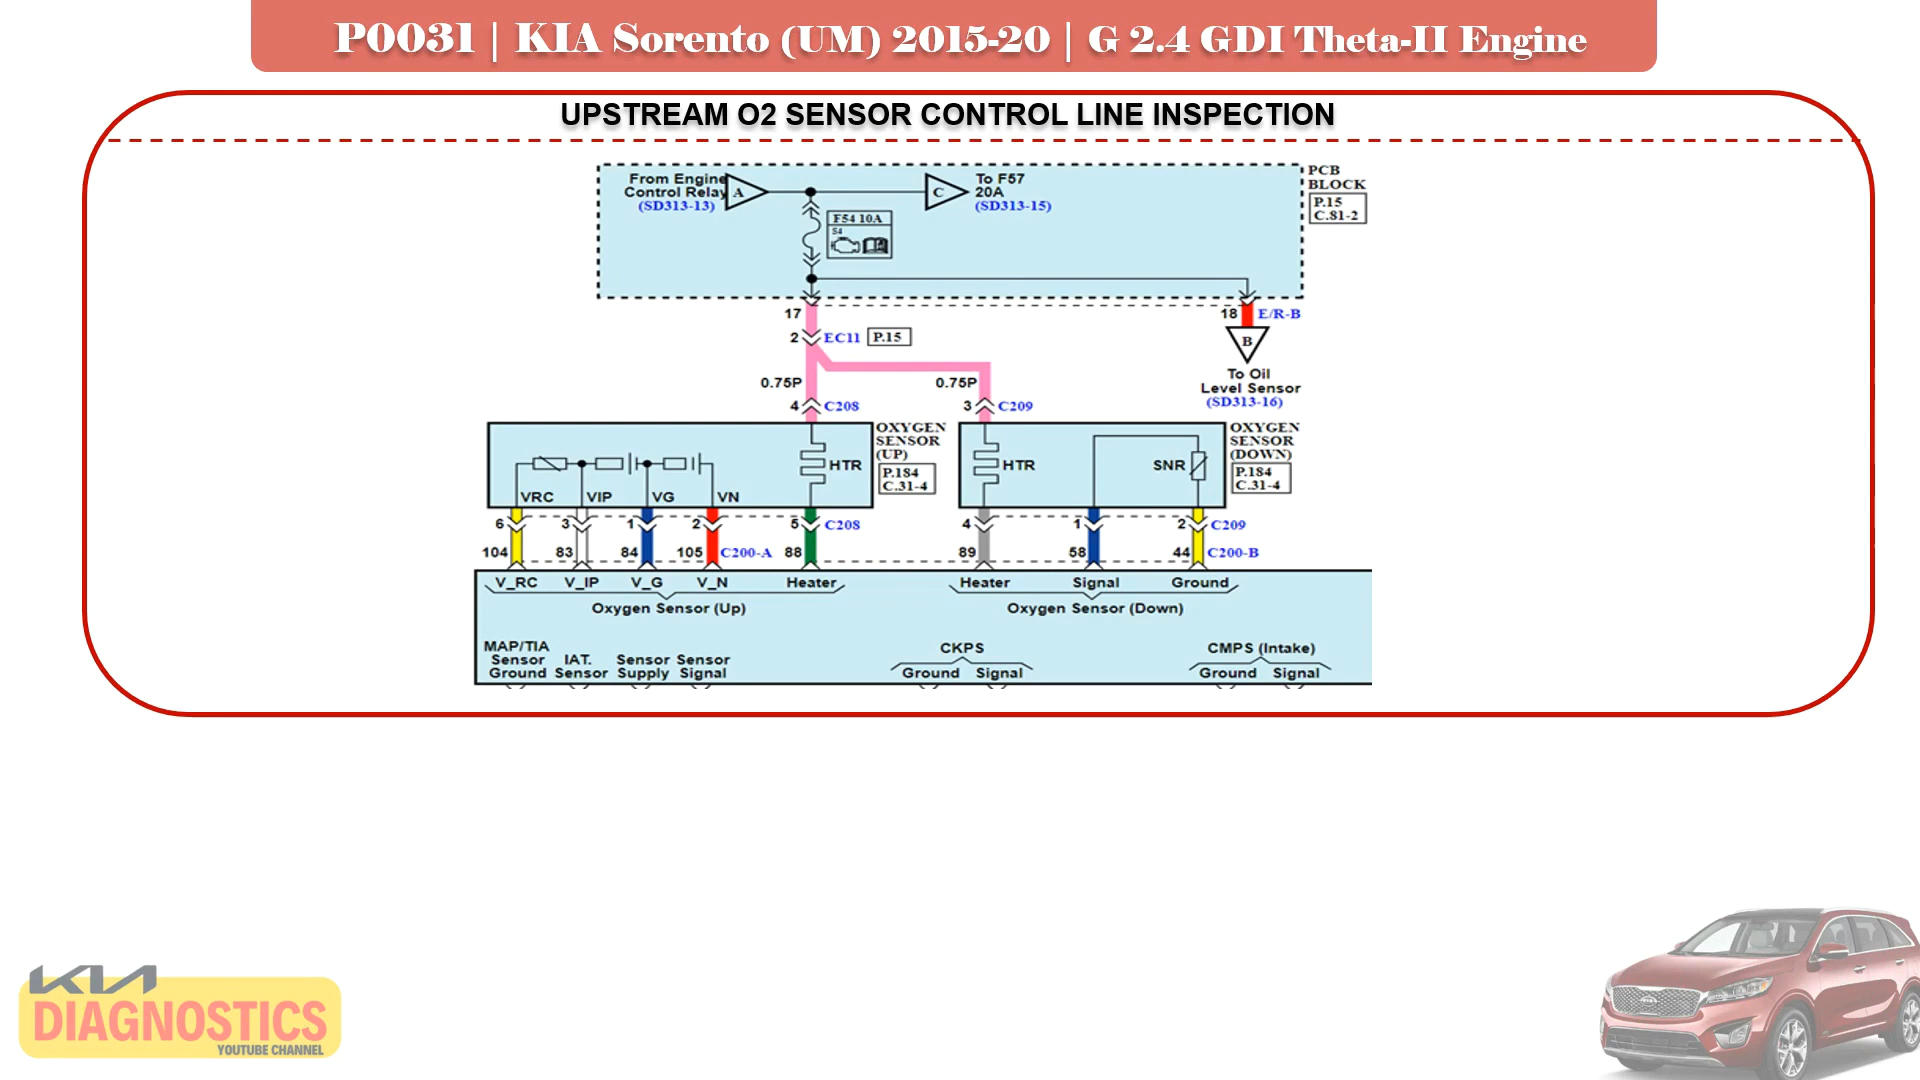 P0031 | KIA Sorento (UM) 2015-20 | G 2.4 GDI Theta-II Engine
UPSTREAM O2 SENSOR CONTROL LINE INSPECTION
From Engine
Control Relay
(SD313-13)
A
C
To F57
20A
(SD313-15)
PCB
BLOCK
P.15
C.81-2
F54 10A
S4
17
18 E/R-B
2 EC11 P.15
B
To Oil
Level Sensor
(SD313-16)
0.75P
0.75P
4 C208
3 C209
OXYGEN
SENSOR
(UP)
P.184
C.31-4
OXYGEN
SENSOR
(DOWN)
P.184
C.31-4
HTR
HTR
SNR
VRC VIP VG VN
6 3 1 2 5 C208
4 1 2 C209
104 83 84 105 C200-A 88
89 58 44 C200-B
V_RC V_IP V_G V_N Heater
Heater Signal Ground
Oxygen Sensor (Up)
Oxygen Sensor (Down)
MAP/TIA
Sensor
Ground
IAT.
Sensor
Sensor
Supply
Sensor
Signal
CKPS
Ground Signal
CMPS (Intake)
Ground Signal
KIA
DIAGNOSTICS
YOUTUBE CHANNEL